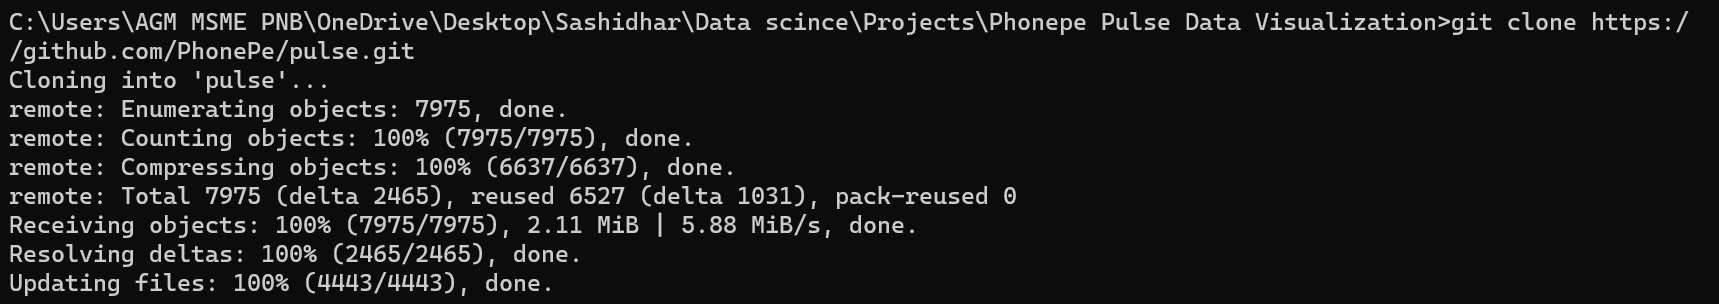 C:\Users\AGM MSME PNB\OneDrive\Desktop\Sashidhar\Data scince\Projects\Phonepe Pulse Data Visualization>git clone https:/
/github.com/PhonePe/pulse.git
Cloning into 'pulse'...
remote: Enumerating objects: 7975, done.
remote: Counting objects: 100% (7975/7975), done.
remote: Compressing objects: 100% (6637/6637), done.
remote: Total 7975 (delta 2465), reused 6527 (delta 1031), pack-reused 0
Receiving objects: 100% (7975/7975), 2.11 MiB | 5.88 MiB/s, done.
Resolving deltas: 100% (2465/2465), done.
Updating files: 100% (4443/4443), done.